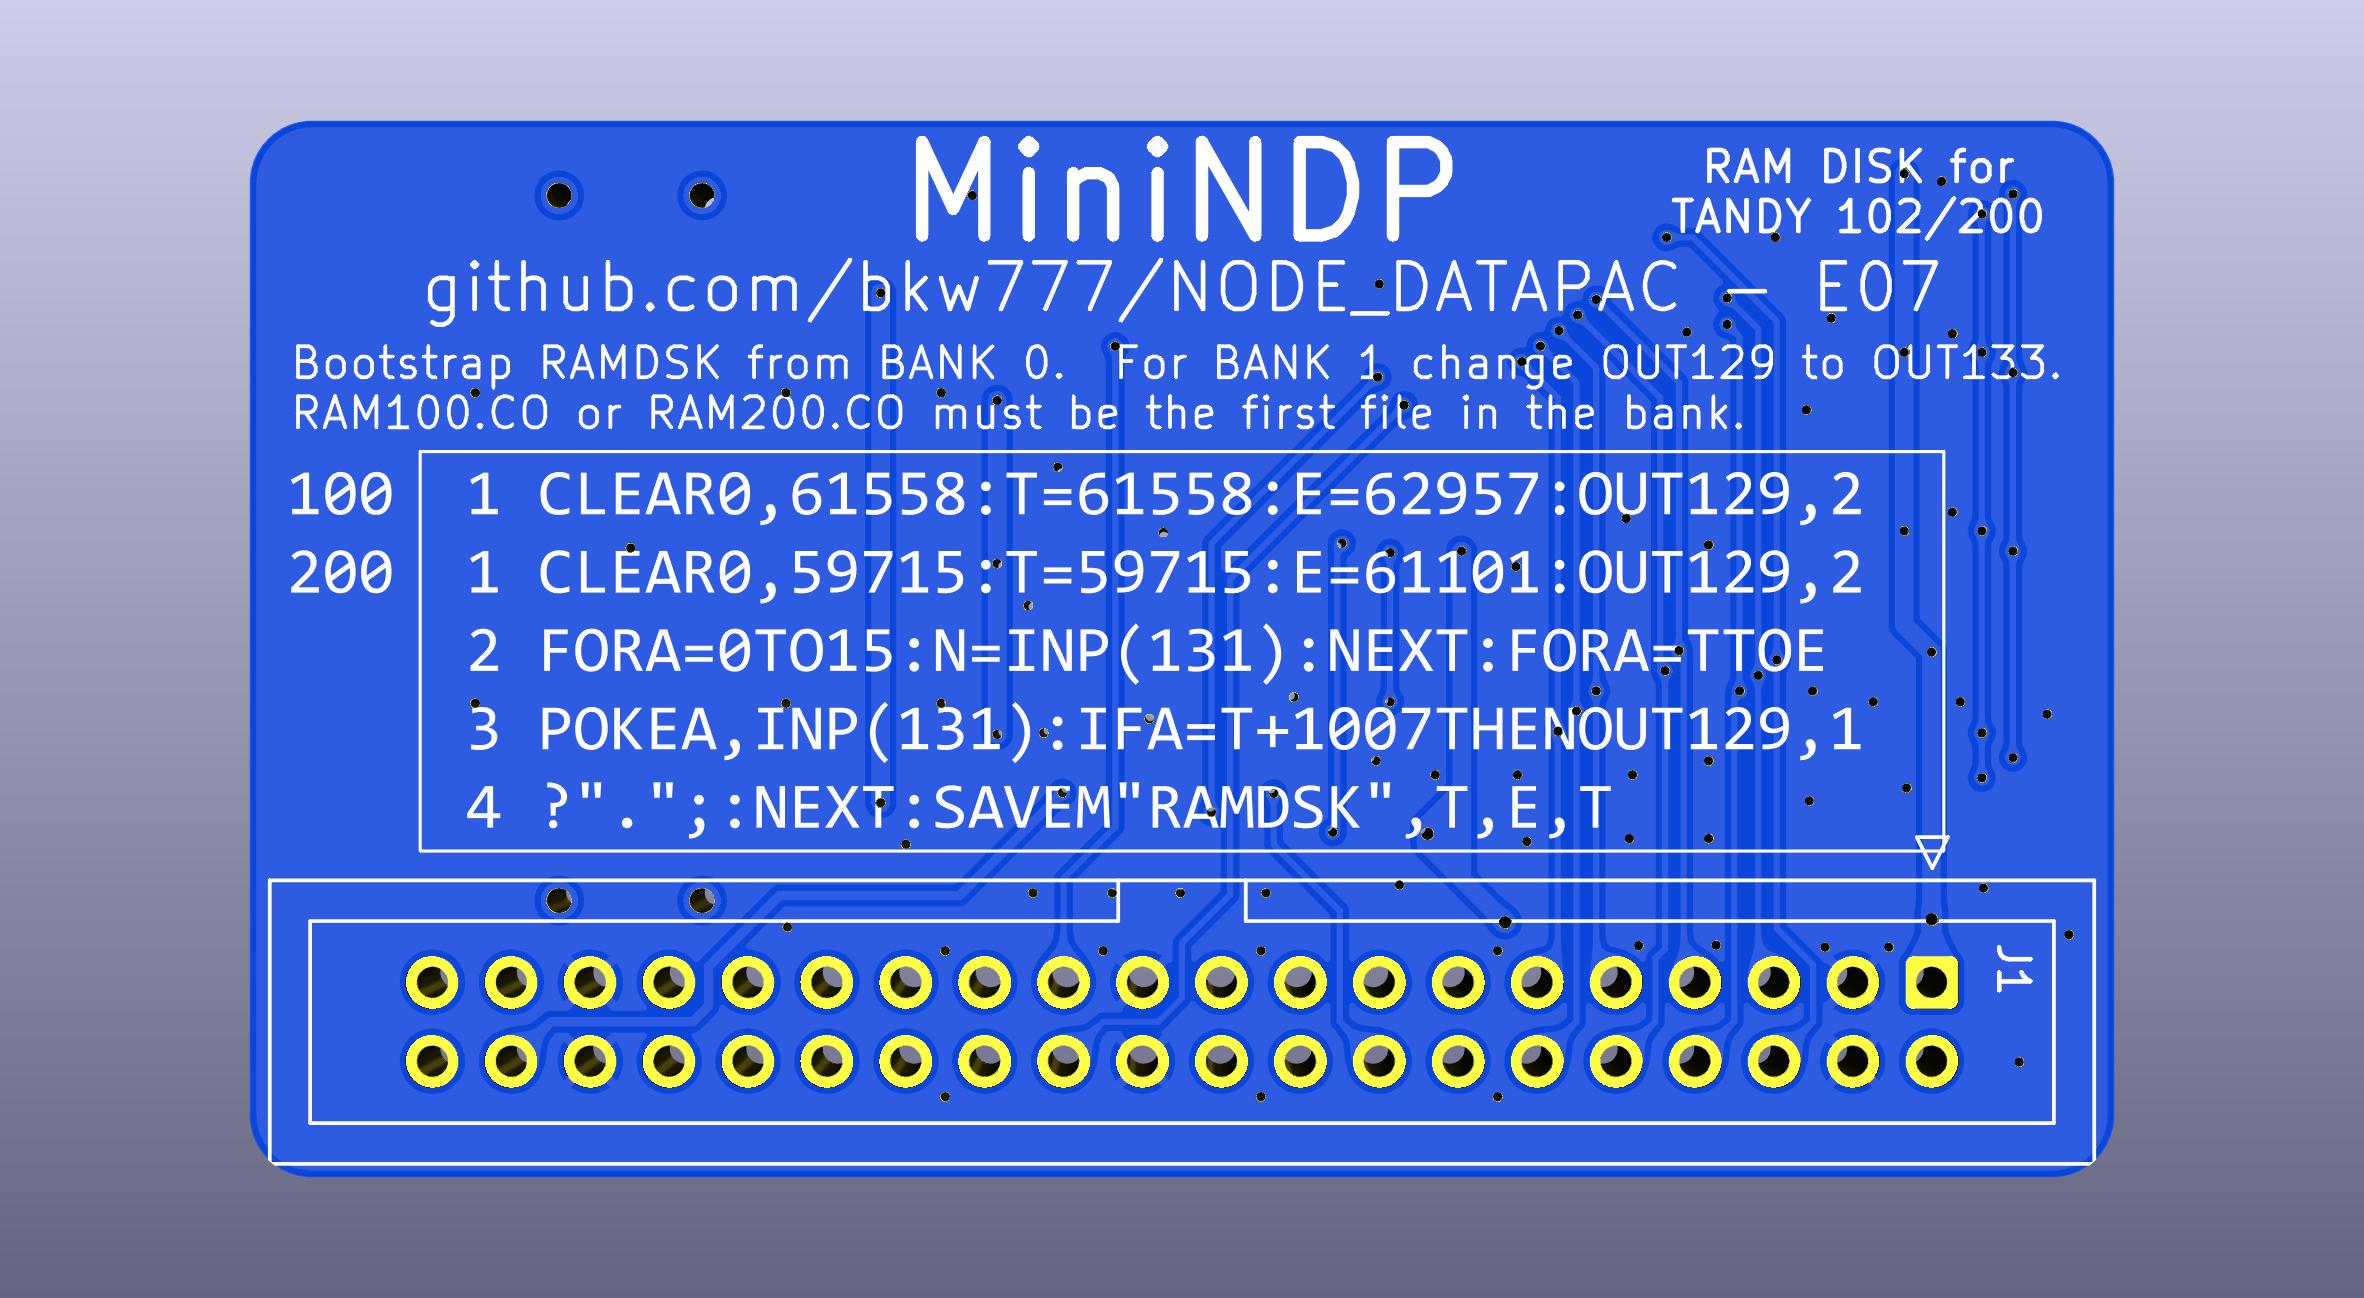 MiniNDP
RAM DISK for
TANDY 102/200
github.com/bkw777/NODE_DATAPAC - E07
Bootstrap RAMDSK from BANK 0.  For BANK 1 change OUT129 to OUT133.
RAM100.CO or RAM200.CO must be the first file in the bank.
100 1 CLEAR0,61558:T=61558:E=62957:OUT129,2
200 1 CLEAR0,59715:T=59715:E=61101:OUT129,2
2 FORA=0TO15:N=INP(131):NEXT:FORA=TTOE
3 POKEA,INP(131):IFA=T+1007THENOUT129,1
4 ?".";:NEXT:SAVEM"RAMDSK",T,E,T
J1